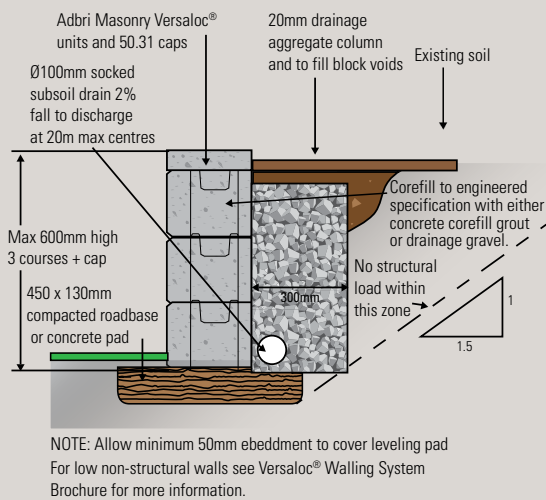 Adbri Masonry Versaloc®
units and 50.31 caps
20mm drainage
aggregate column
and to fill block voids
Existing soil
Ø100mm socked
subsoil drain 2%
fall to discharge
at 20m max centres
Corefill to engineered
specification with either
concrete corefill grout
or drainage gravel.
Max 600mm high
3 courses + cap
No structural
load within
this zone
450 x 130mm
compacted roadbase
or concrete pad
300mm
1
1.5
NOTE: Allow minimum 50mm ebeddment to cover leveling pad
For low non-structural walls see Versaloc® Walling System
Brochure for more information.